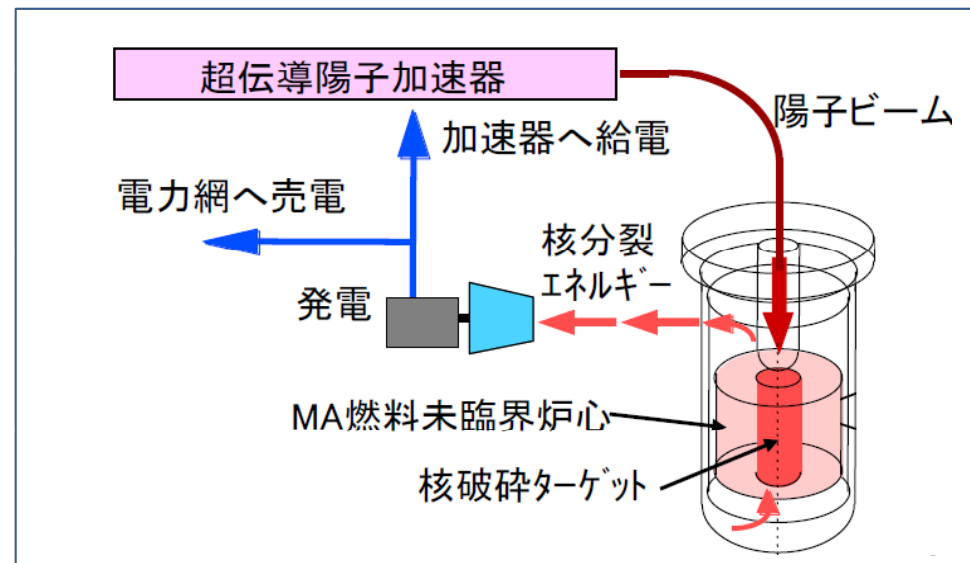 超伝導陽子加速器
陽子ビーム
加速器へ給電
電力網へ売電
核分裂
ｴﾈﾙｷﾞｰ
発電
MA燃料未臨界炉心
核破砕ﾀｰｹﾞｯﾄ